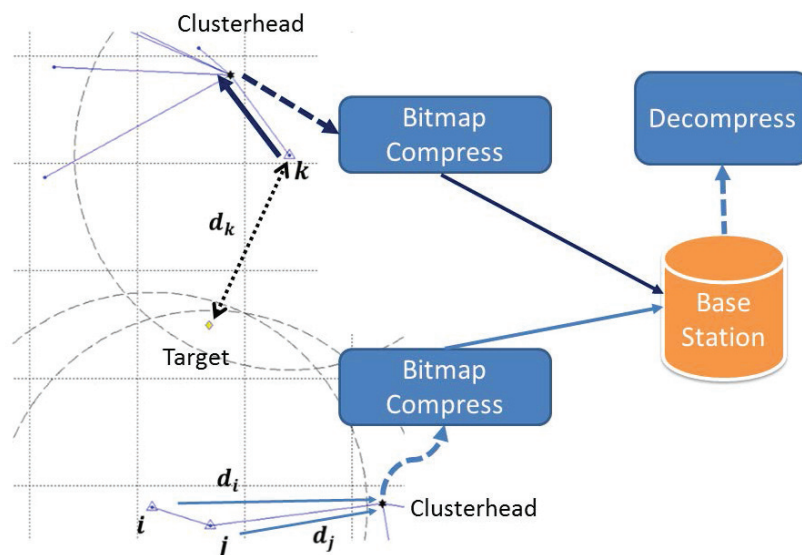 Clusterhead
Bitmap
Compress
Decompress
k
d_k
Base
Station
Target
Bitmap
Compress
d_i
Clusterhead
i
j
d_j